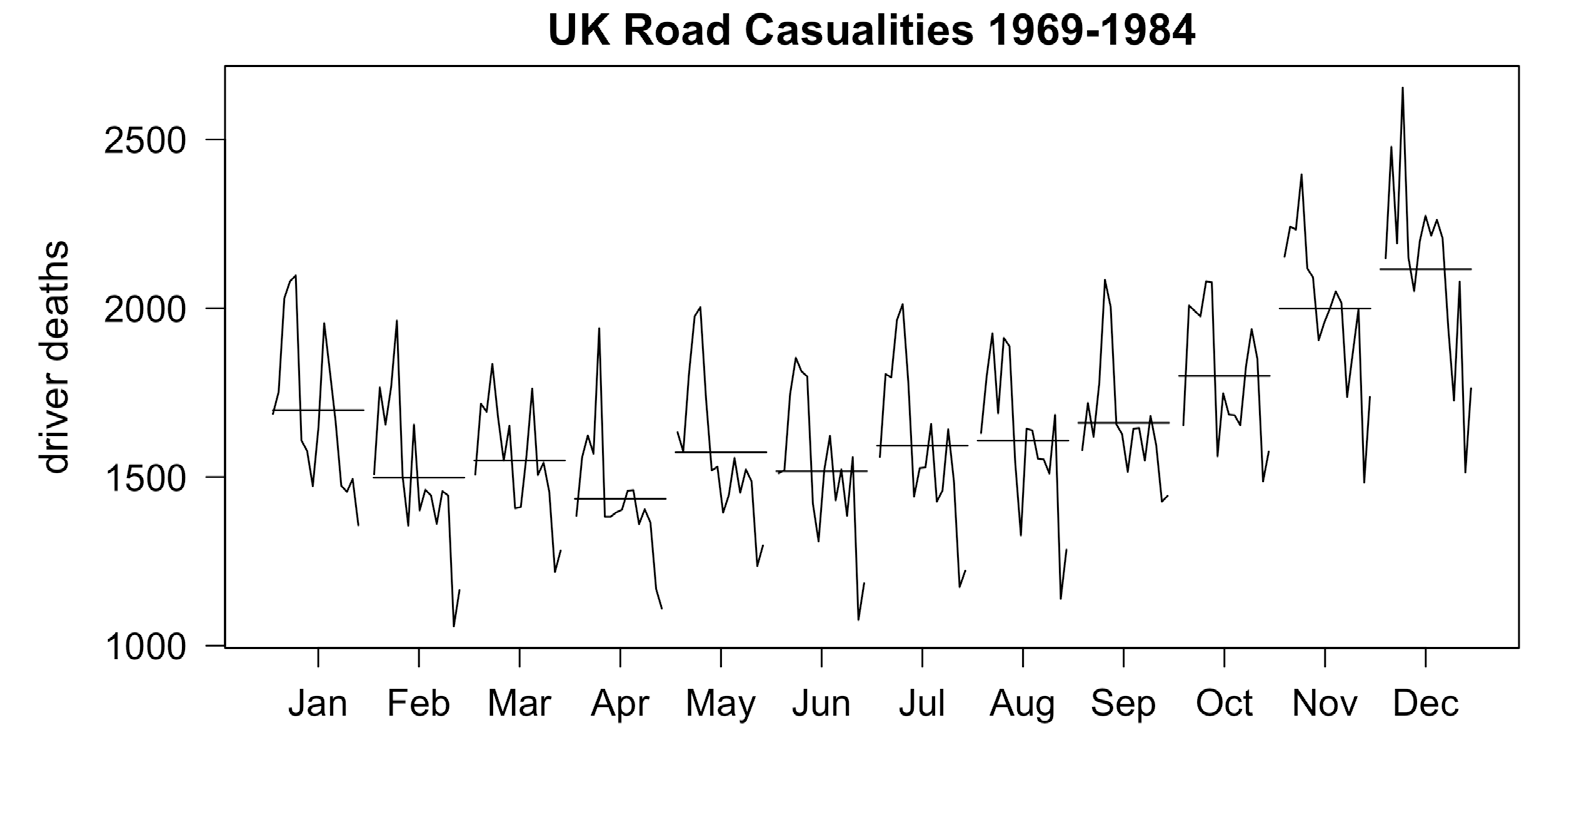 UK Road Casualities 1969-1984
driver deaths
2500
2000
1500
1000
Jan Feb Mar Apr May Jun Jul Aug Sep Oct Nov Dec